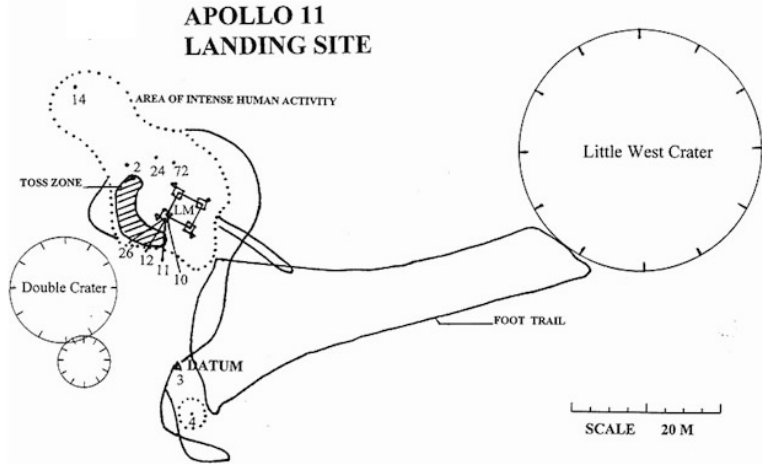 APOLLO 11
LANDING SITE
14
AREA OF INTENSE HUMAN ACTIVITY
Little West Crater
2
24
72
TOSS ZONE
LM
26
12
11
10
Double Crater
FOOT TRAIL
DATUM
3
4
SCALE 20 M